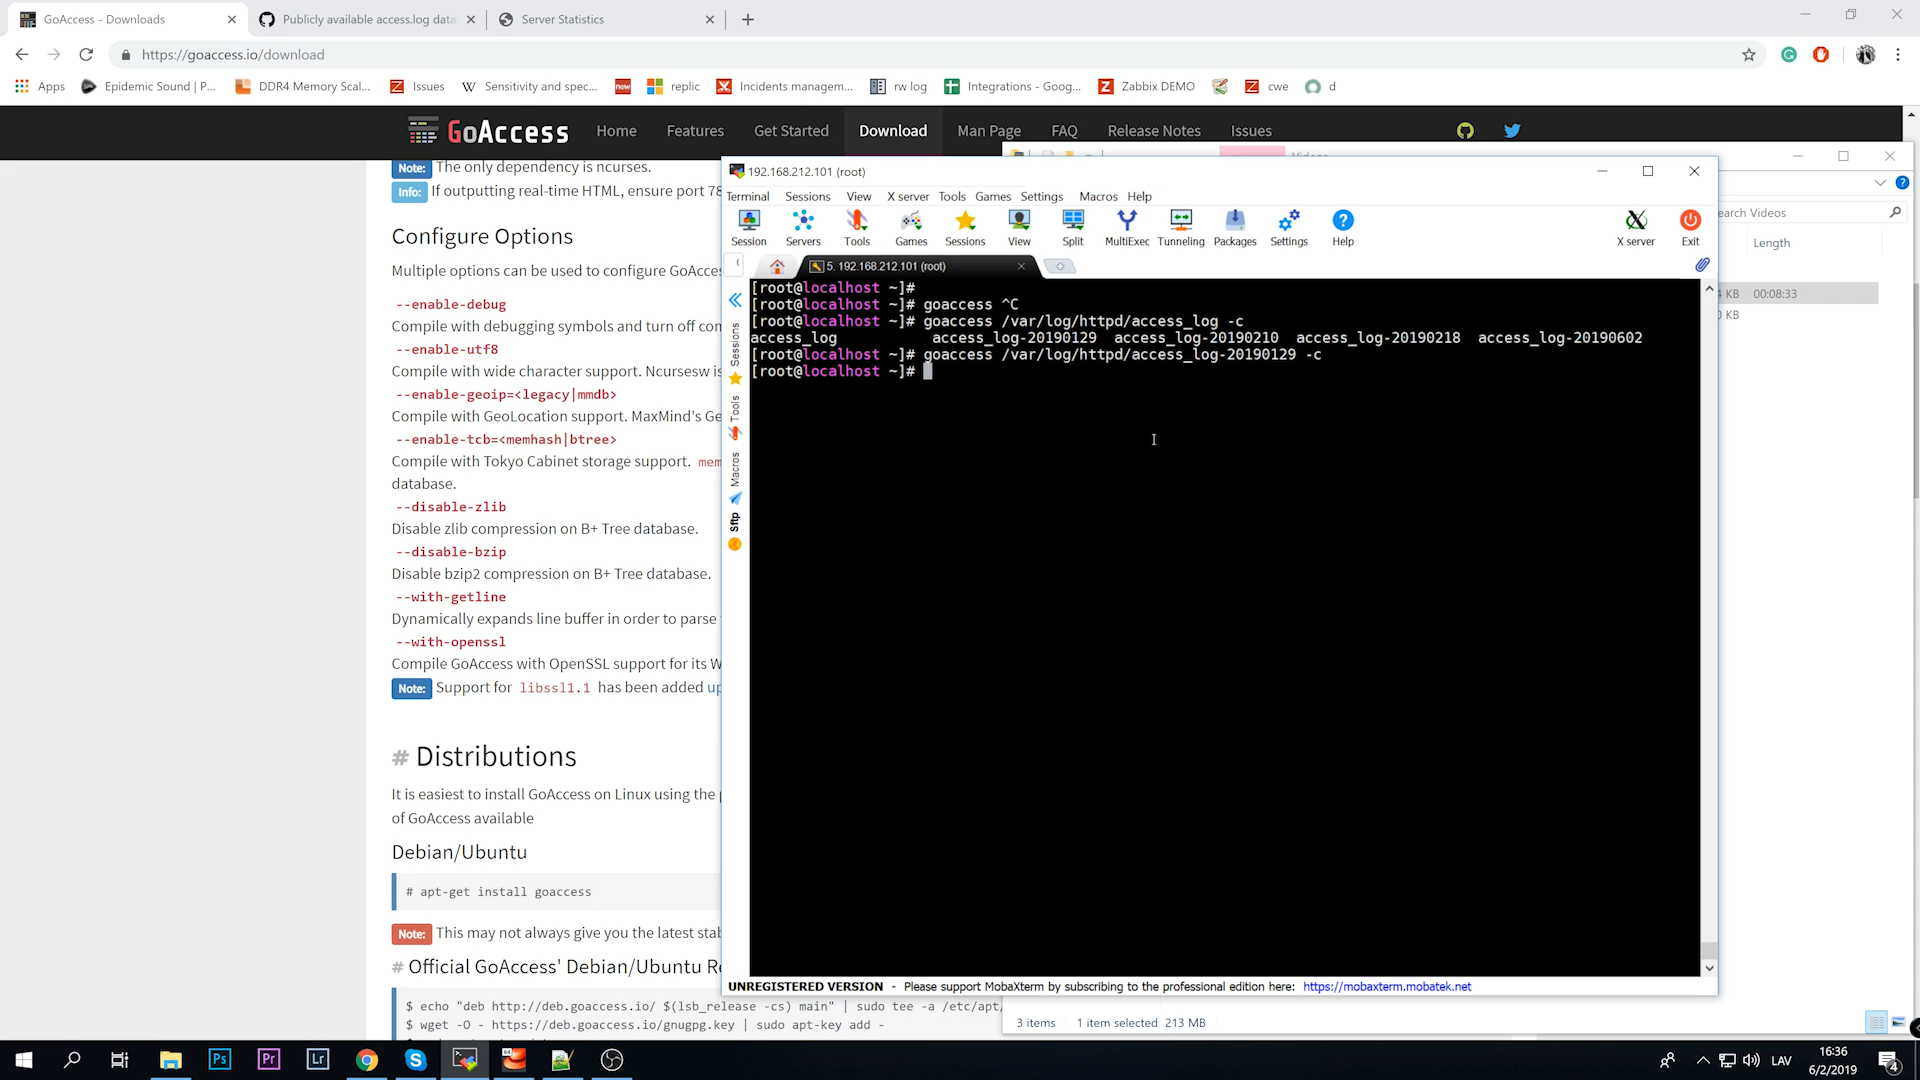 GoAccess - Downloads
Publicly available access.log data
Server Statistics
https://goaccess.io/download
Apps
Epidemic Sound | P...
DDR4 Memory Scal...
Issues
Sensitivity and spec...
now
replic
Incidents managem...
rw log
Integrations - Goog...
Zabbix DEMO
cwe
d
GoAccess
Home
Features
Get Started
Download
Man Page
FAQ
Release Notes
Issues
Note: The only dependency is ncurses.
Info: If outputting real-time HTML, ensure port 78
Configure Options
Multiple options can be used to configure GoAcces
--enable-debug
Compile with debugging symbols and turn off com
--enable-utf8
Compile with wide character support. Ncursesw is
--enable-geoip=<legacy|mmdb>
Compile with GeoLocation support. MaxMind's Ge
--enable-tcb=<memhash|btree>
Compile with Tokyo Cabinet storage support. mem
database.
--disable-zlib
Disable zlib compression on B+ Tree database.
--disable-bzip
Disable bzip2 compression on B+ Tree database.
--with-getline
Dynamically expands line buffer in order to parse
--with-openssl
Compile GoAccess with OpenSSL support for its W
Note: Support for libssl1.1 has been added up
# Distributions
It is easiest to install GoAccess on Linux using the p
of GoAccess available
Debian/Ubuntu
# apt-get install goaccess
Note: This may not always give you the latest stab
# Official GoAccess' Debian/Ubuntu Re
$ echo "deb http://deb.goaccess.io/ $(lsb_release -cs) main" | sudo tee -a /etc/apt/
$ wget -O - https://deb.goaccess.io/gnupg.key | sudo apt-key add -
192.168.212.101 (root)
Terminal
Sessions
View
X server
Tools
Games
Settings
Macros
Help
Session
Servers
Tools
Games
Sessions
View
Split
MultiExec
Tunneling
Packages
Settings
Help
X server
Exit
5. 192.168.212.101 (root)
Sessions
Tools
Macros
Sftp
[root@localhost ~]#
[root@localhost ~]# goaccess ^C
[root@localhost ~]# goaccess /var/log/httpd/access_log -c
access_log access_log-20190129 access_log-20190210 access_log-20190218 access_log-20190602
[root@localhost ~]# goaccess /var/log/httpd/access_log-20190129 -c
[root@localhost ~]#
UNREGISTERED VERSION - Please support MobaXterm by subscribing to the professional edition here: https://mobaxterm.mobatek.net
earch Videos
Length
KB 00:08:33
KB
3 items
1 item selected 213 MB
Ps
Pr
Lr
LAV
16:36
6/2/2019
4